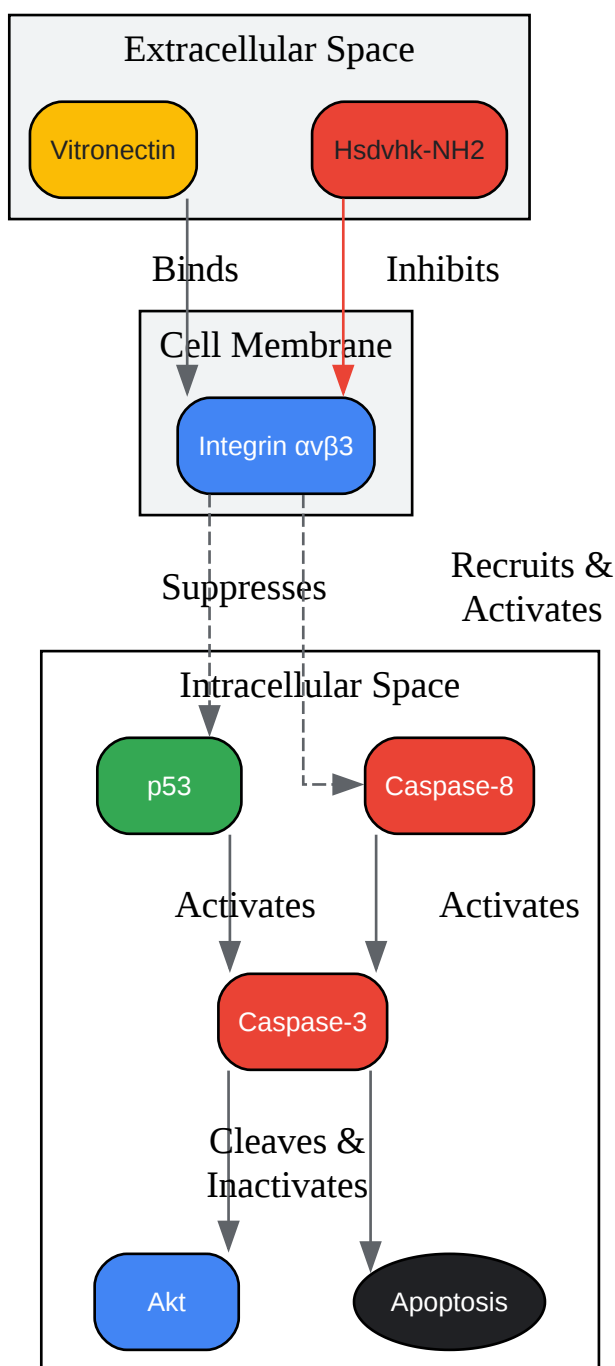 Extracellular Space
Vitronectin
Hsdvhk-NH2
Binds
Inhibits
Cell Membrane
Integrin αvβ3
Suppresses
Recruits &
Activates
Intracellular Space
p53
Caspase-8
Activates
Activates
Caspase-3
Cleaves &
Inactivates
Akt
Apoptosis